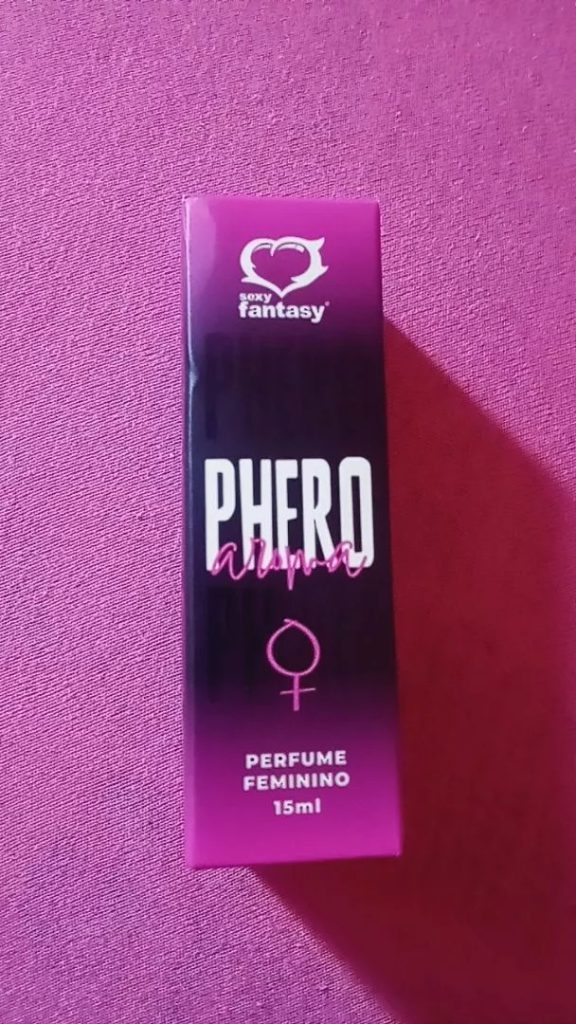 sexy
fantasy®
PHERO
aroma
PERFUME
FEMININO
15ml